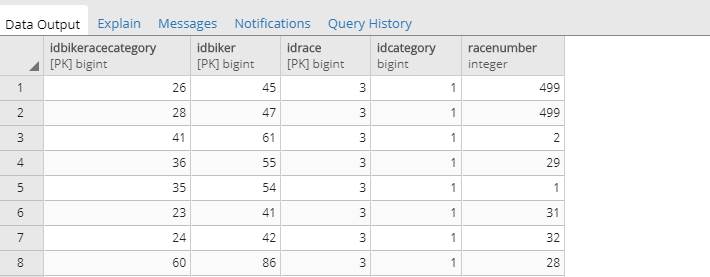 Data Output Explain Messages Notifications Query History
idbikeracecategory idbiker idrace idcategory racenumber
[PK] bigint [PK] bigint [PK] bigint bigint integer
1 26 45 3 1 499
2 28 47 3 1 499
3 41 61 3 1 2
4 36 55 3 1 29
5 35 54 3 1 1
6 23 41 3 1 31
7 24 42 3 1 32
8 60 86 3 1 28